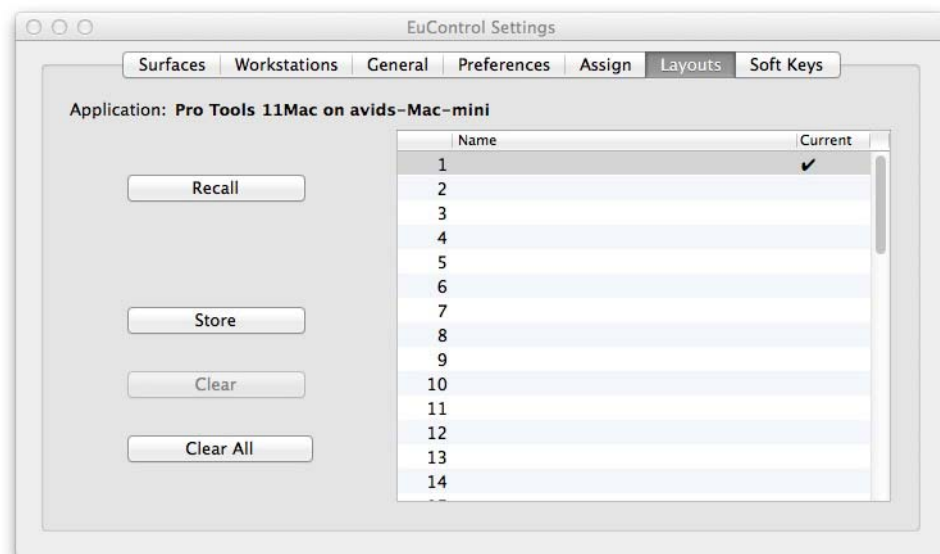 EuControl Settings
Surfaces Workstations General Preferences Assign Layouts Soft Keys
Application: Pro Tools 11Mac on avids-Mac-mini
Name Current
1 ✔
Recall
2
3
4
5
6
7
Store
8
9
Clear
10
11
12
Clear All
13
14